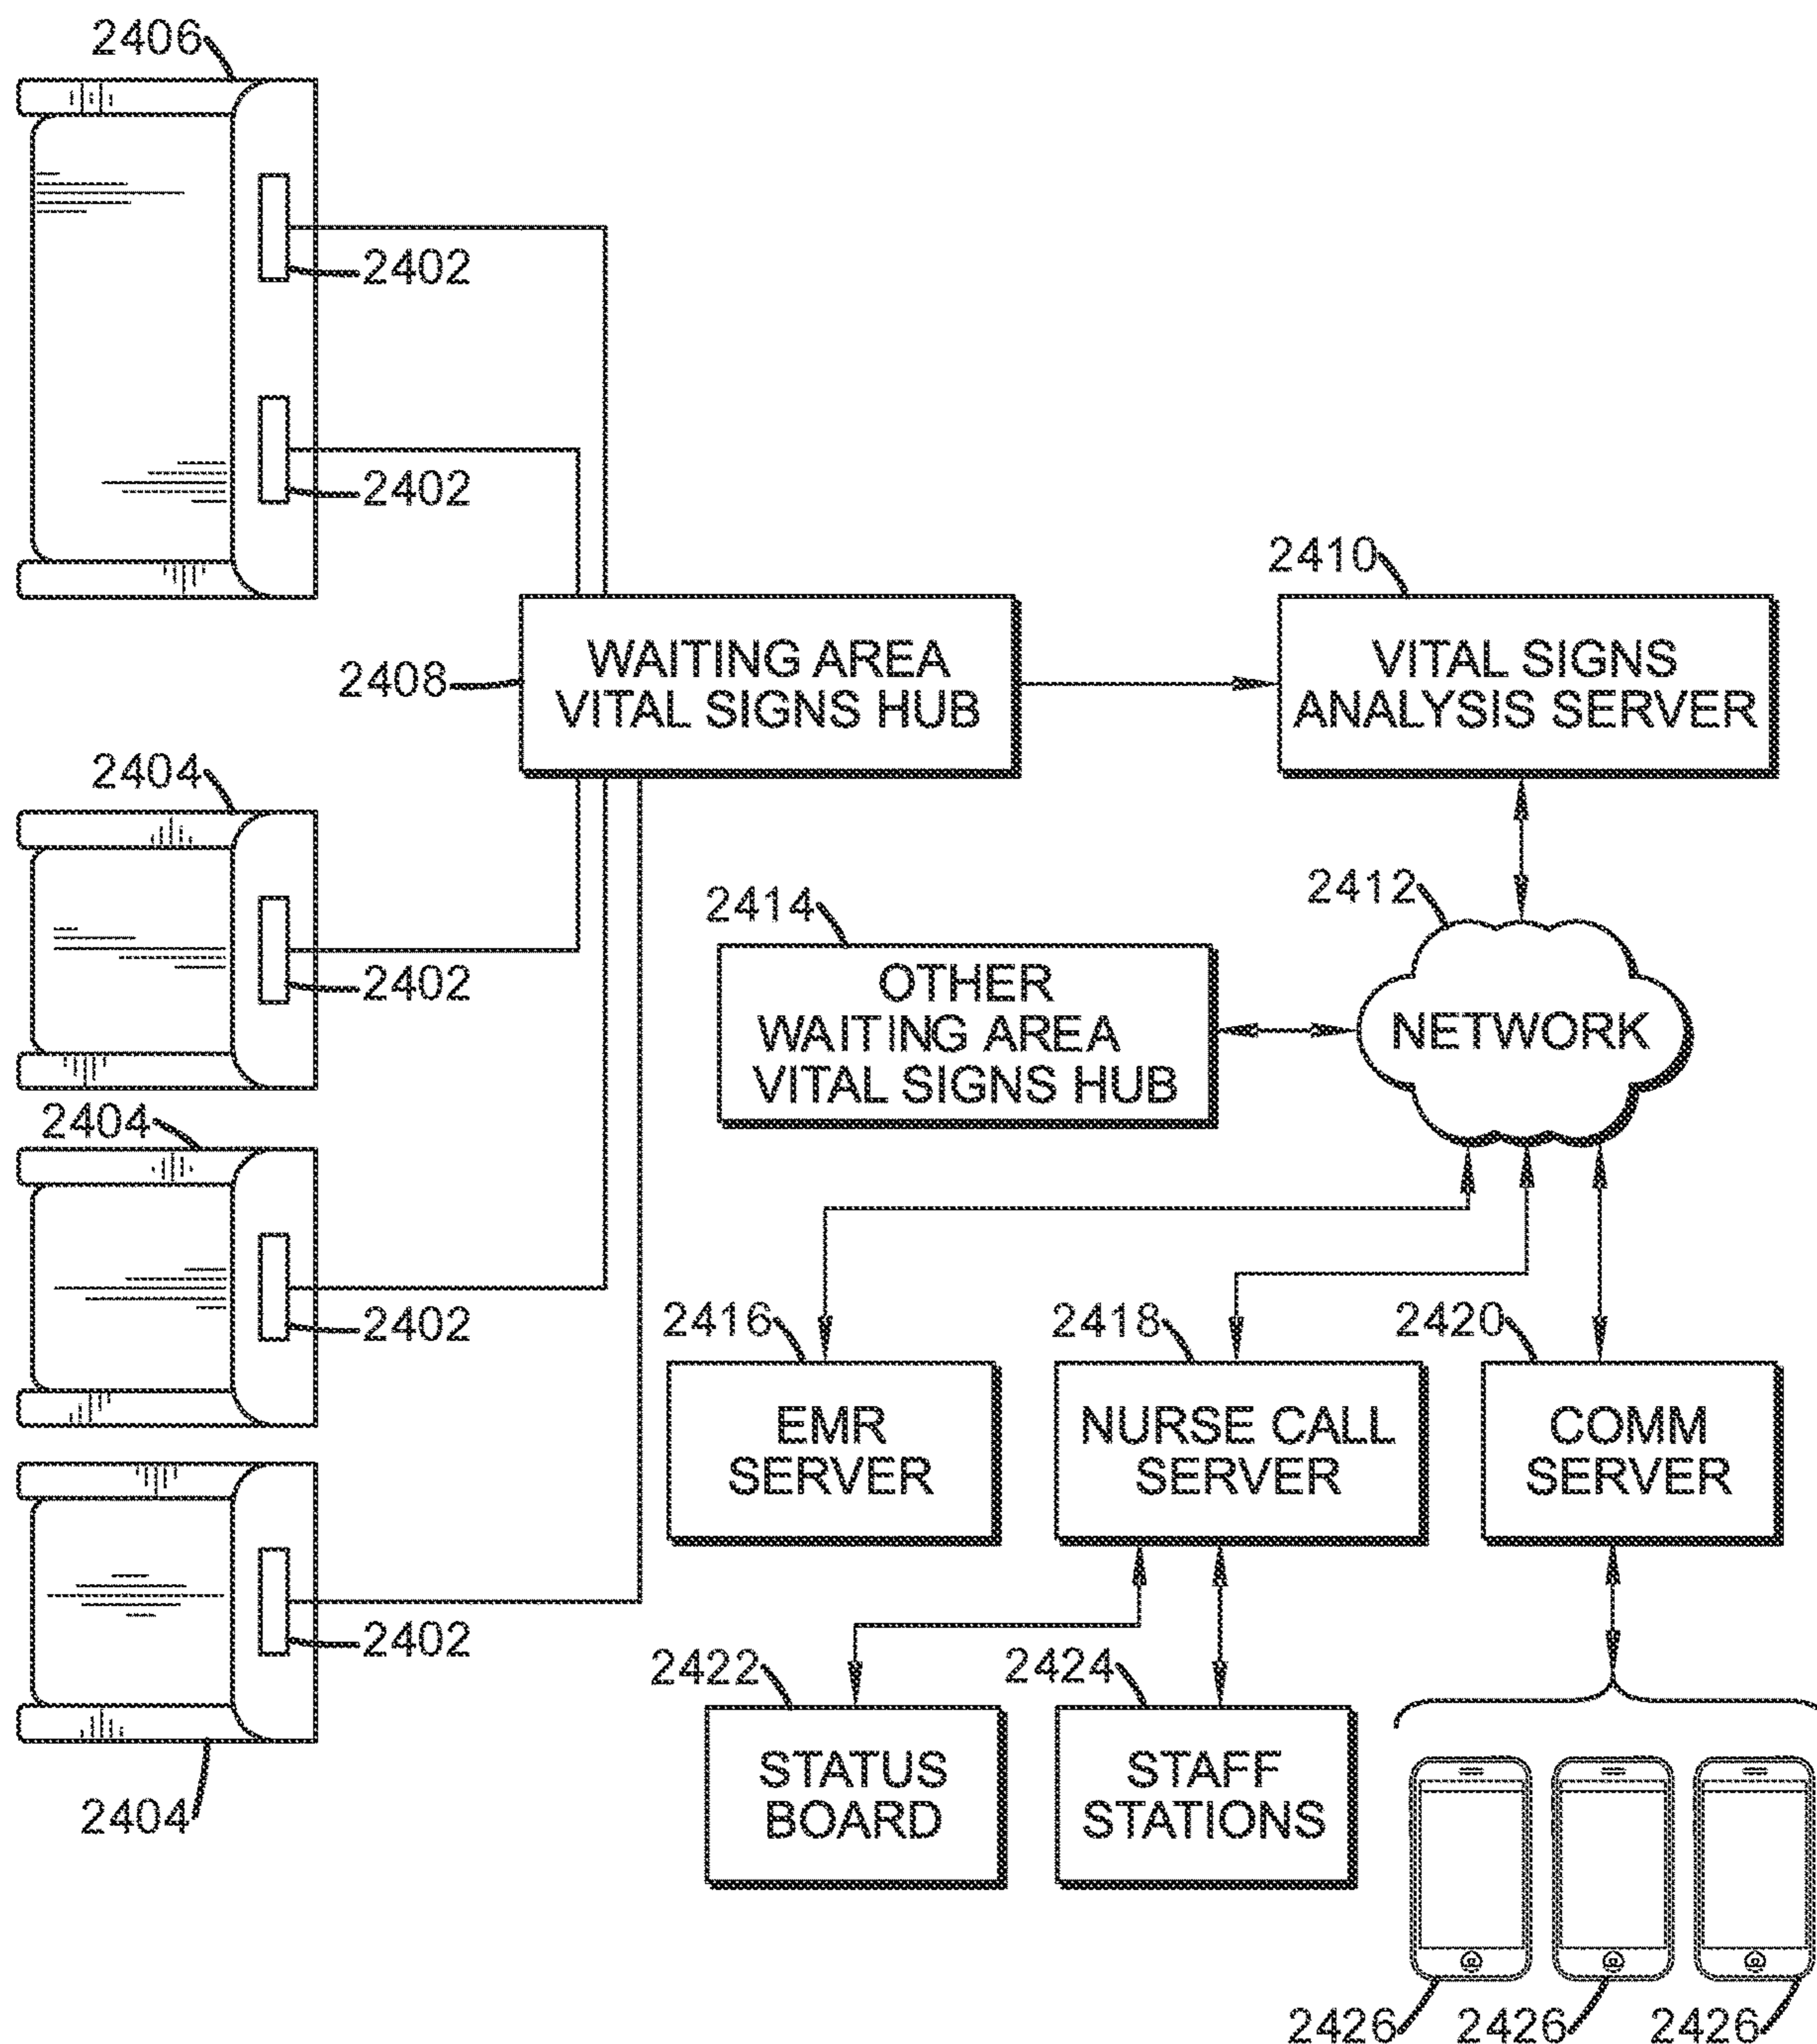 2406
2402
2402
2410
WAITING AREA
VITAL SIGNS HUB
2408
VITAL SIGNS
ANALYSIS SERVER
2404
2402
2414
2412
OTHER
WAITING AREA
VITAL SIGNS HUB
NETWORK
2404
2402
2416
2418
2420
EMR
SERVER
NURSE CALL
SERVER
COMM
SERVER
2402
2404
2422
2424
STATUS
BOARD
STAFF
STATIONS
2426
2426
2426